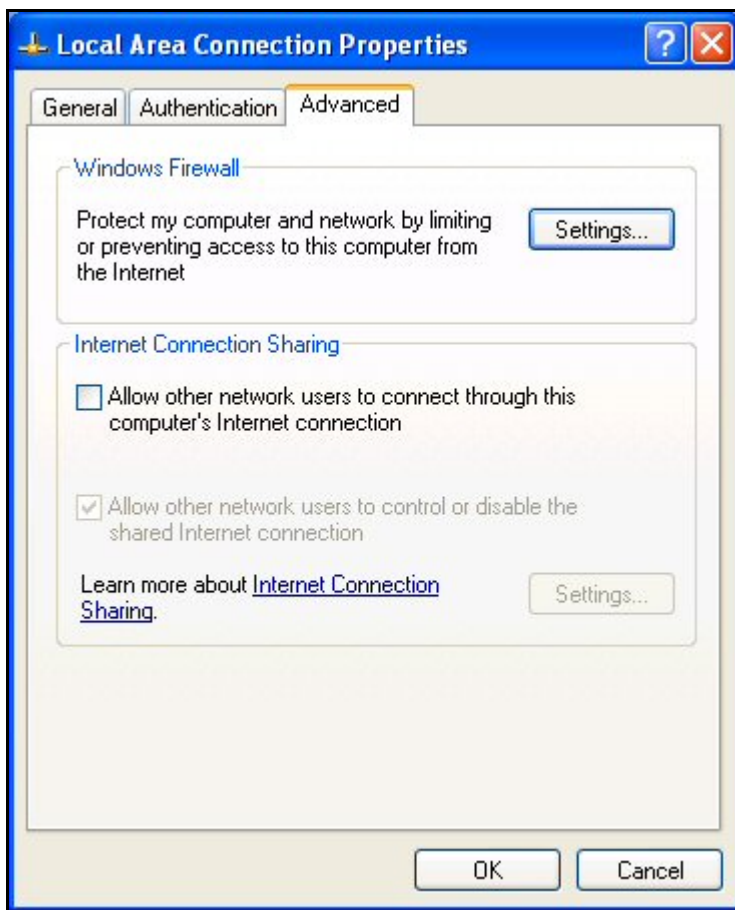 Local Area Connection Properties
General Authentication Advanced
Windows Firewall
Protect my computer and network by limiting
or preventing access to this computer from
the Internet
Settings...
Internet Connection Sharing
Allow other network users to connect through this
computer's Internet connection
Allow other network users to control or disable the
shared Internet connection
Learn more about Internet Connection
Sharing.
Settings...
OK Cancel